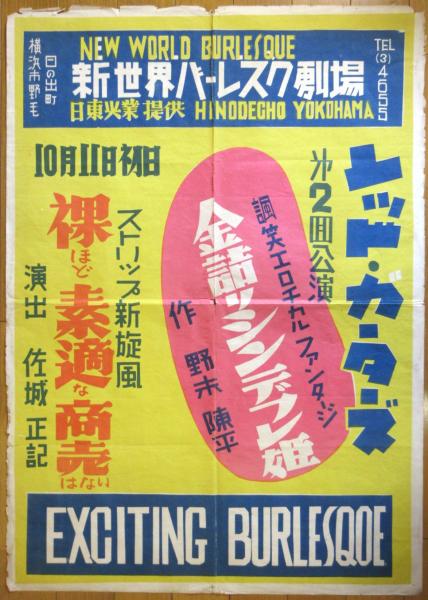 NEW WORLD BURLESQUE
新世界バーレスク劇場
日東火業 提供 HINODECHO YOKOHAMA
TEL (3) 4655
日の出町
横浜市野毛
レッド・ガーターズ
第2回公演
諷笑エロチカルファンタージ
金詰りシンデレ姫
作 野末陳平
10月11日初日
ストリップ新旋風
裸ほど素適な商売はない
演出 佐城正記
EXCITING BURLESQOE